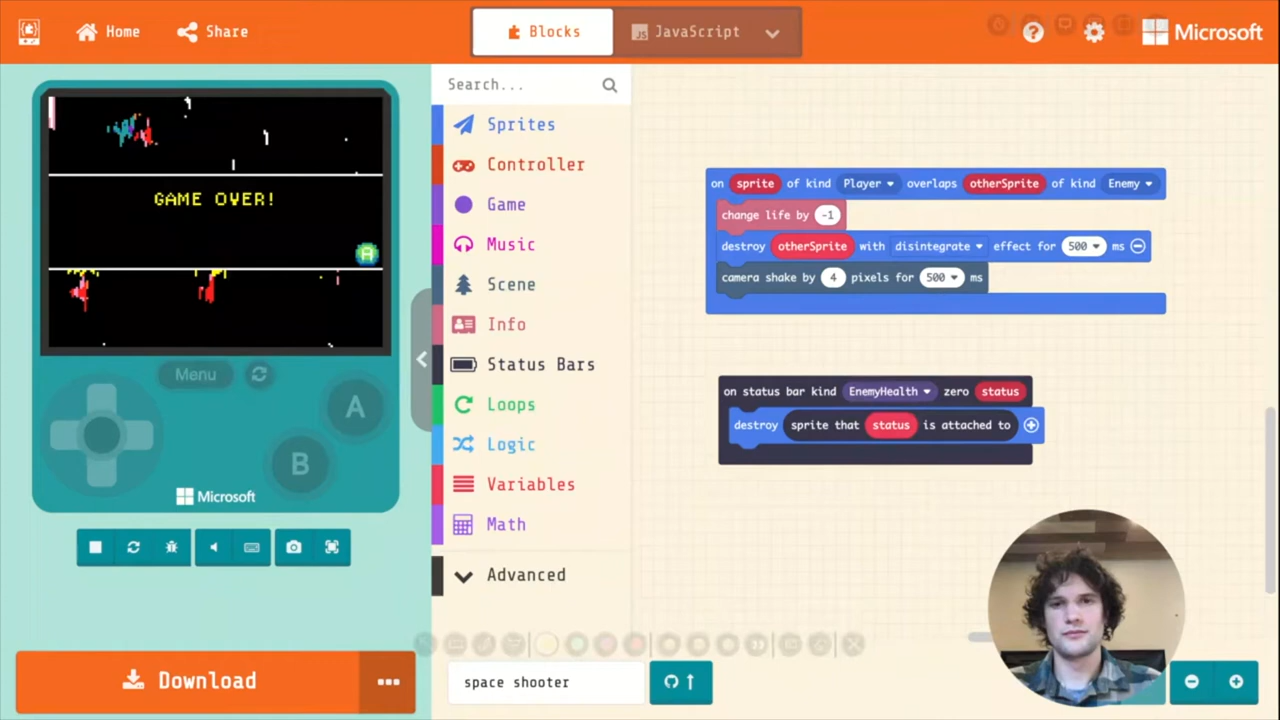 Home
Share
Blocks
JavaScript
Microsoft
GAME OVER!
A
Menu
A
B
Microsoft
Download
Search...
Sprites
Controller
Game
Music
Scene
Info
Status Bars
Loops
Logic
Variables
Math
Advanced
on sprite of kind Player overlaps otherSprite of kind Enemy
change life by -1
destroy otherSprite with disintegrate effect for 500 ms
camera shake by 4 pixels for 500 ms
on status bar kind EnemyHealth zero status
destroy sprite that status is attached to
space shooter